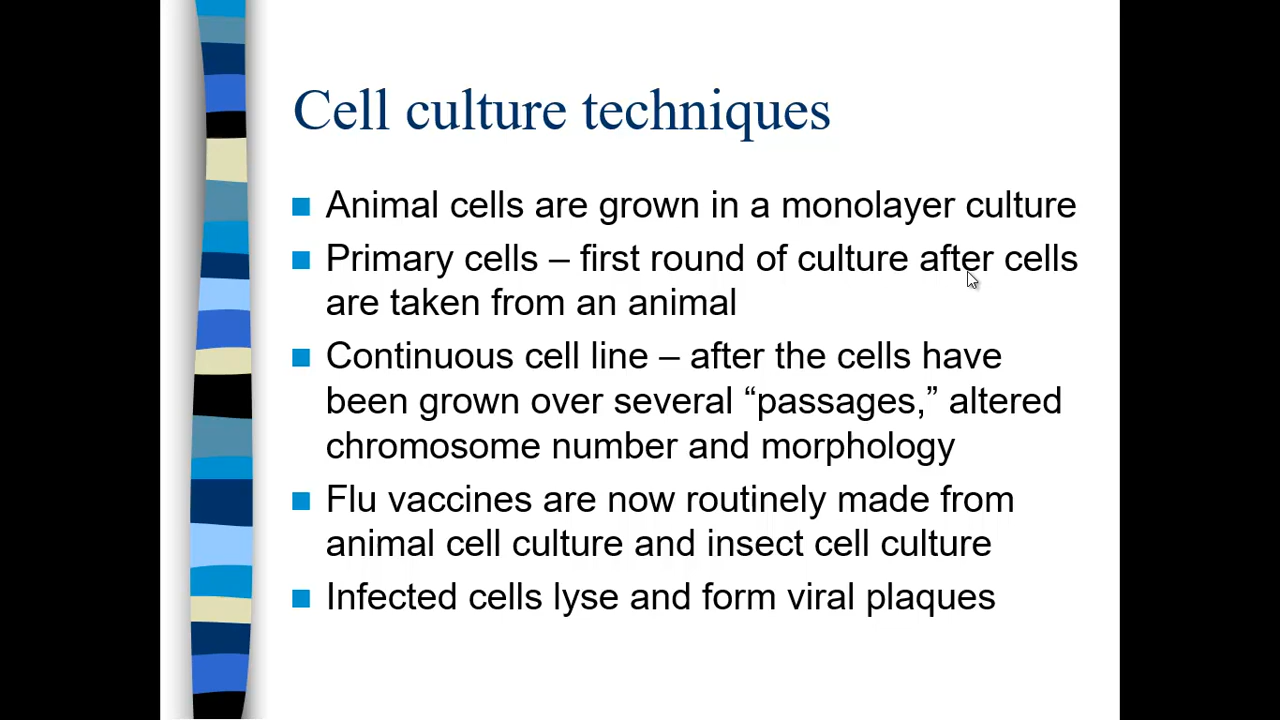 Cell culture techniques
Animal cells are grown in a monolayer culture
Primary cells – first round of culture after cells
are taken from an animal
Continuous cell line – after the cells have
been grown over several “passages,” altered
chromosome number and morphology
Flu vaccines are now routinely made from
animal cell culture and insect cell culture
Infected cells lyse and form viral plaques